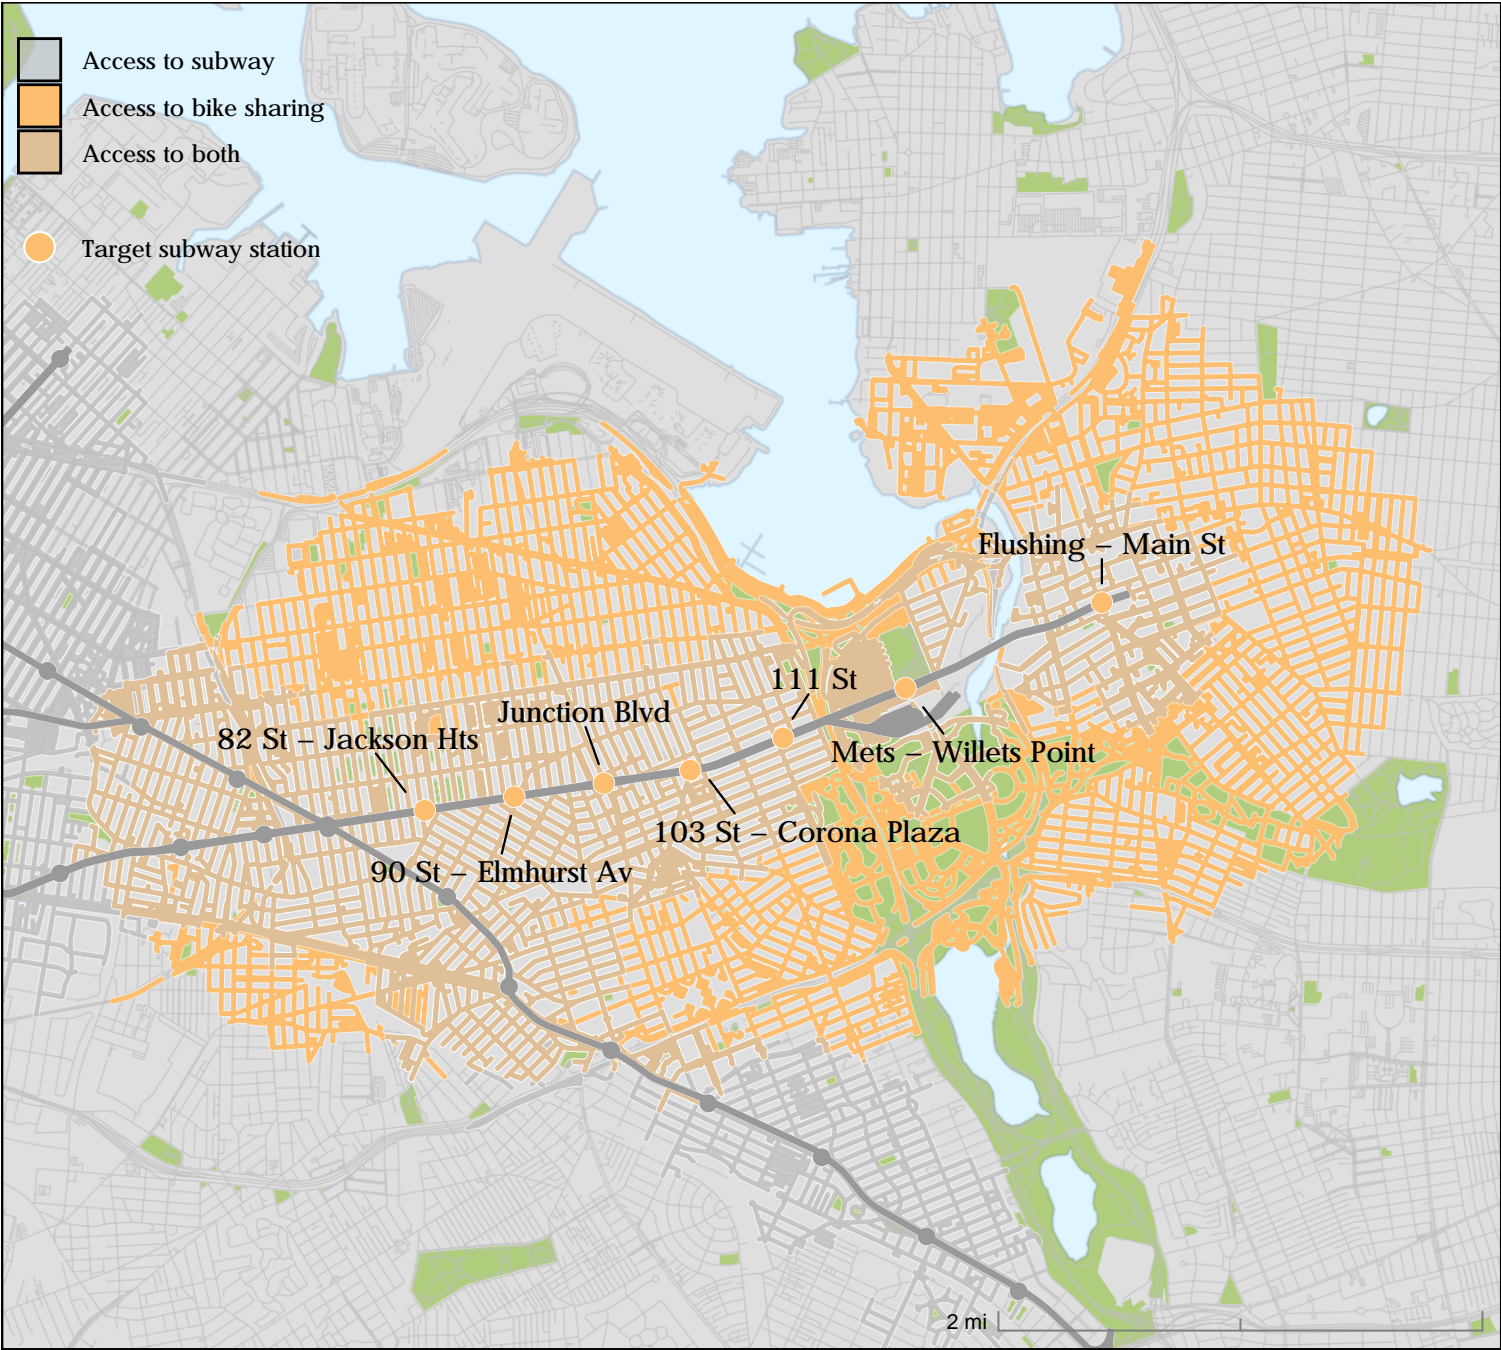 Access to subway
Access to bike sharing
Access to both
Target subway station
Flushing – Main St
111 St
Junction Blvd
82 St – Jackson Hts
Mets – Willets Point
103 St – Corona Plaza
90 St – Elmhurst Av
2 mi